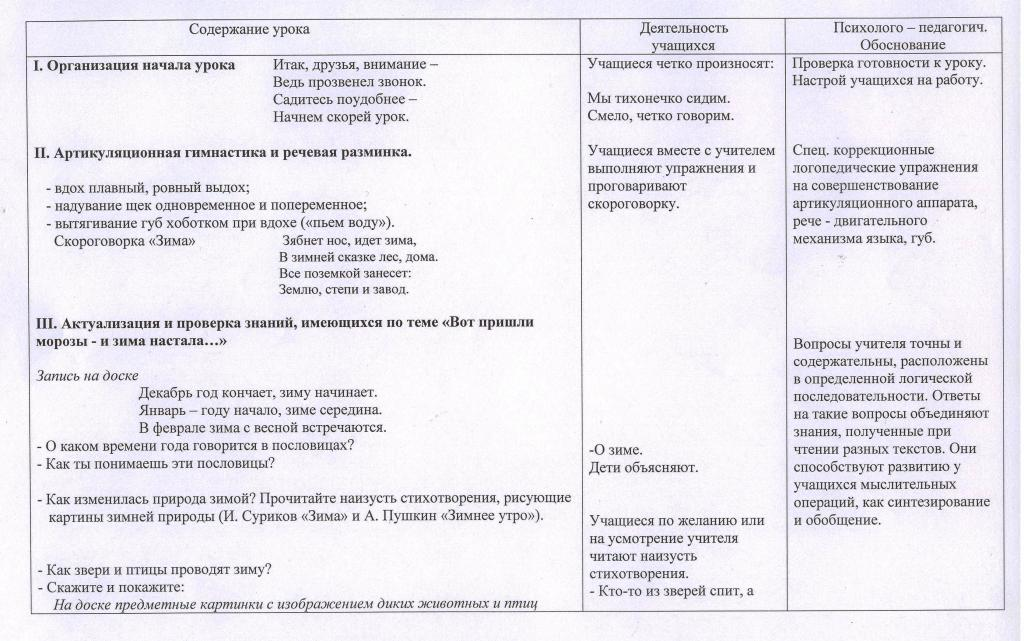 Содержание урока
Деятельность
учащихся
Психолого – педагогич.
Обоснование
I. Организация начала урока
Итак, друзья, внимание –
Ведь прозвенел звонок.
Садитесь поудобнее –
Начнем скорей урок.
II. Артикуляционная гимнастика и речевая разминка.
- вдох плавный, ровный выдох;
- надувание щек одновременное и попеременное;
- вытягивание губ хоботком при вдохе («пьем воду»).
Скороговорка «Зима»
Зябнет нос, идет зима,
В зимней сказке лес, дома.
Все поземкой занесет:
Землю, степи и завод.
III. Актуализация и проверка знаний, имеющихся по теме «Вот пришли
морозы - и зима настала…»
Запись на доске
Декабрь год кончает, зиму начинает.
Январь – году начало, зиме середина.
В феврале зима с весной встречаются.
- О каком времени года говорится в пословицах?
- Как ты понимаешь эти пословицы?
- Как изменилась природа зимой? Прочитайте наизусть стихотворения, рисующие
картины зимней природы (И. Суриков «Зима» и А. Пушкин «Зимнее утро»).
- Как звери и птицы проводят зиму?
- Скажите и покажите:
На доске предметные картинки с изображением диких животных и птиц
Учащиеся четко произносят:
Мы тихонечко сидим.
Смело, четко говорим.
Учащиеся вместе с учителем
выполняют упражнения и
проговаривают
скороговорку.
-О зиме.
Дети объясняют.
Учащиеся по желанию или
на усмотрение учителя
читают наизусть
стихотворения.
- Кто-то из зверей спит, а
Проверка готовности к уроку.
Настрой учащихся на работу.
Спец. коррекционные
логопедические упражнения
на совершенствование
артикуляционного аппарата,
рече - двигательного
механизма языка, губ.
Вопросы учителя точны и
содержательны, расположены
в определенной логической
последовательности. Ответы
на такие вопросы объединяют
знания, полученные при
чтении разных текстов. Они
способствуют развитию у
учащихся мыслительных
операций, как синтезирование
и обобщение.